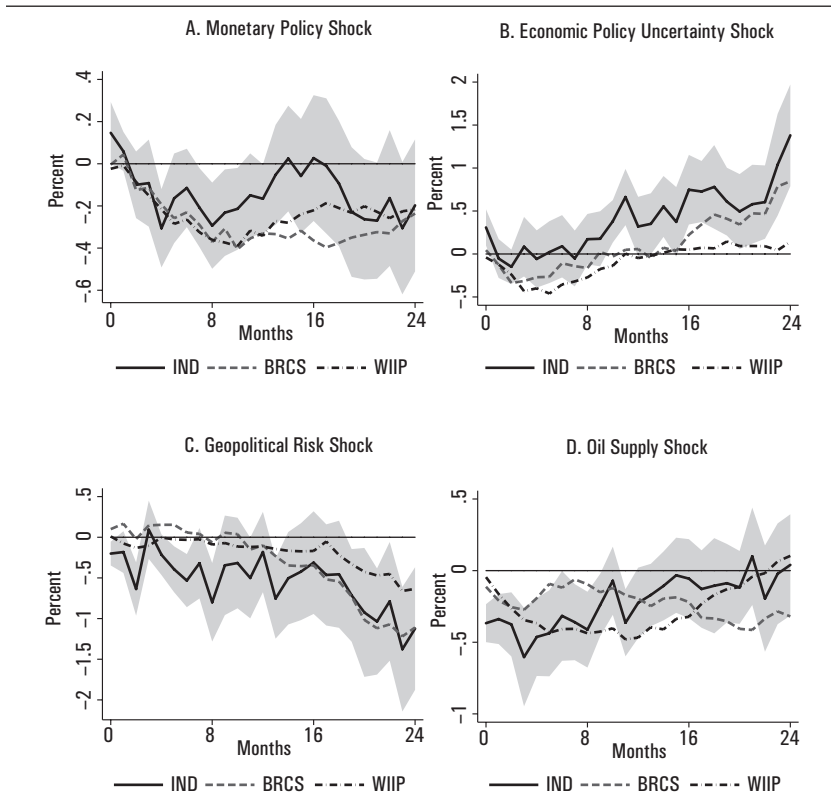 A. Monetary Policy Shock
Percent
.4
.2
0
-.2
-.4
-.6
0 8 16 24
Months
IND BRCS WIIP
B. Economic Policy Uncertainty Shock
Percent
2
1.5
1
.5
0
-.5
0 8 16 24
Months
IND BRCS WIIP
C. Geopolitical Risk Shock
Percent
.5
0
-.5
-1
-1.5
-2
0 8 16 24
Months
IND BRCS WIIP
D. Oil Supply Shock
Percent
.5
0
-.5
-1
0 8 16 24
Months
IND BRCS WIIP